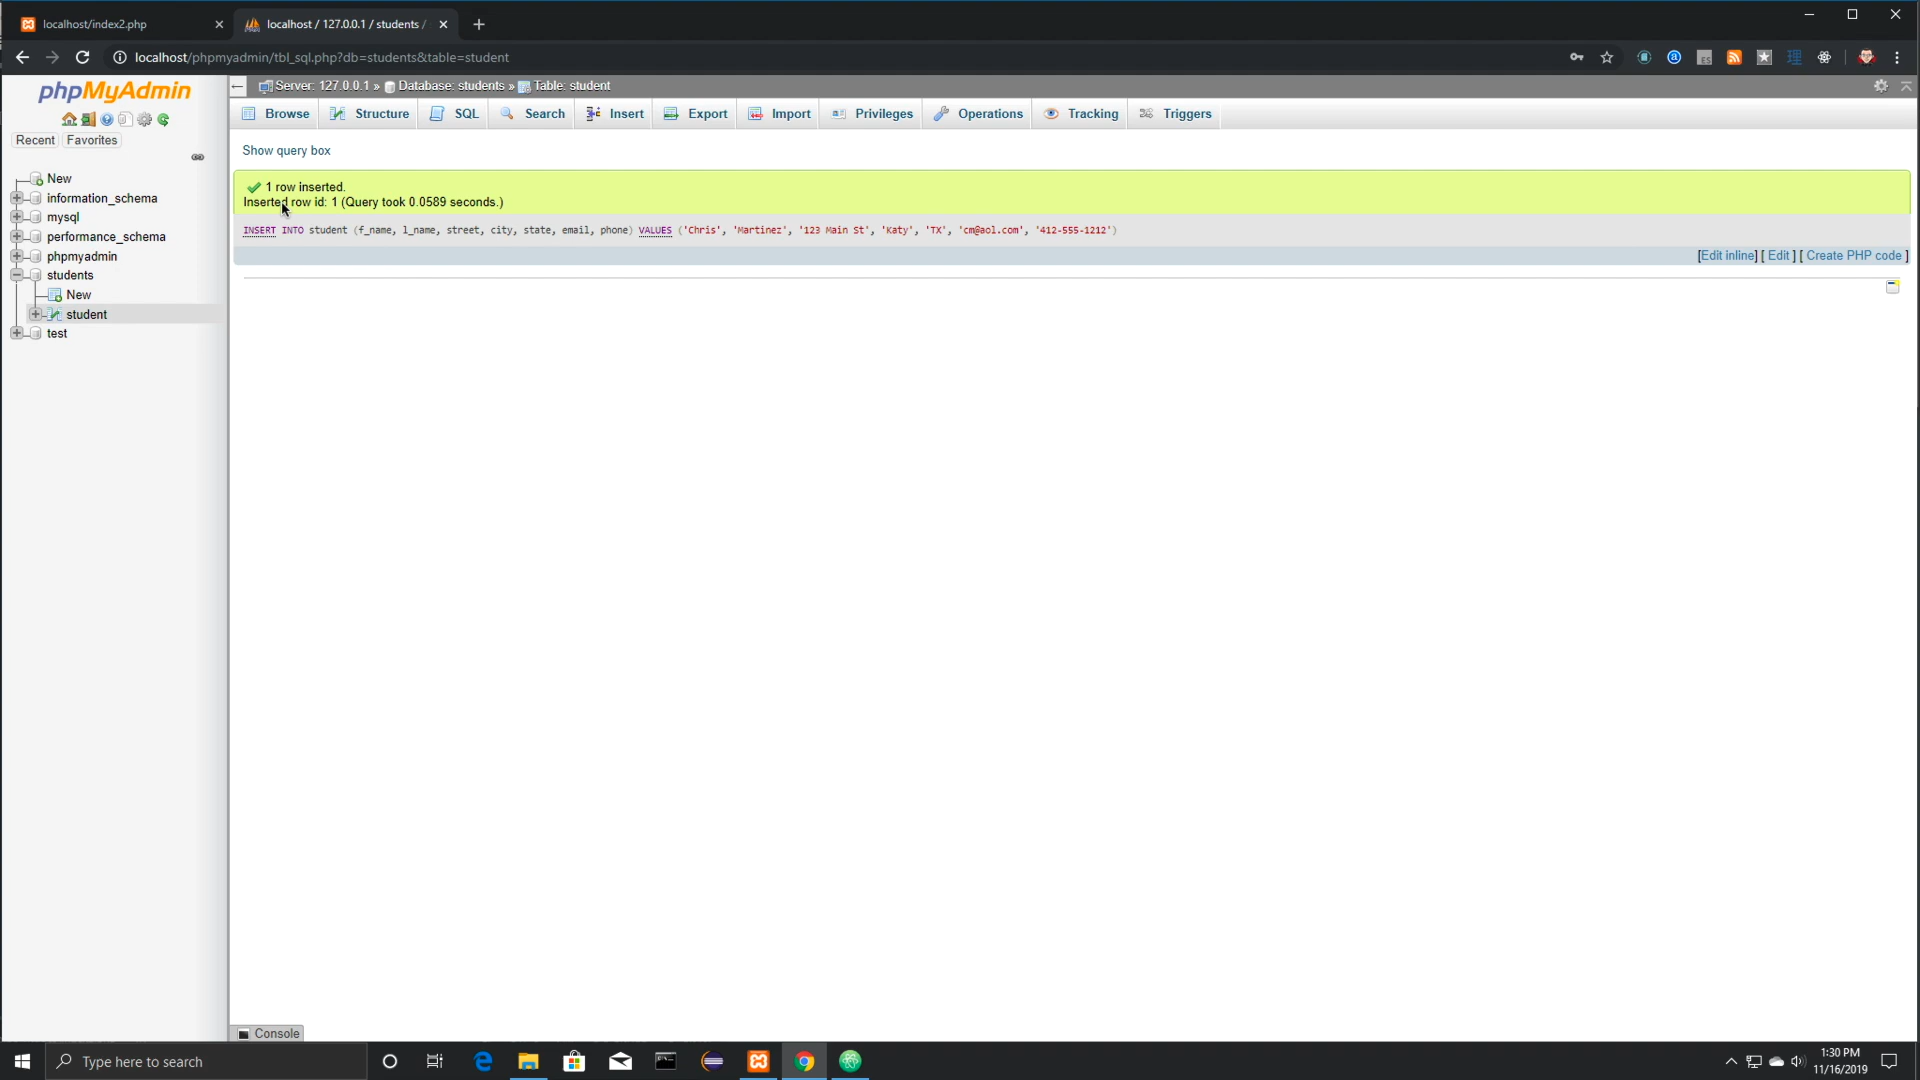 localhost/index2.php
localhost / 127.0.0.1 / students /
localhost/phpmyadmin/tbl_sql.php?db=students&table=student
phpMyAdmin
Recent
Favorites
New
information_schema
mysql
performance_schema
phpmyadmin
students
New
student
test
Server: 127.0.0.1 » Database: students » Table: student
Browse Structure SQL Search Insert Export Import Privileges Operations Tracking Triggers
Show query box
1 row inserted.
Inserted row id: 1 (Query took 0.0589 seconds.)
INSERT INTO student (f_name, l_name, street, city, state, email, phone) VALUES ('Chris', 'Martinez', '123 Main St', 'Katy', 'TX', 'cm@aol.com', '412-555-1212')
[Edit inline] [ Edit ] [ Create PHP code ]
Console
Type here to search
1:30 PM
11/16/2019